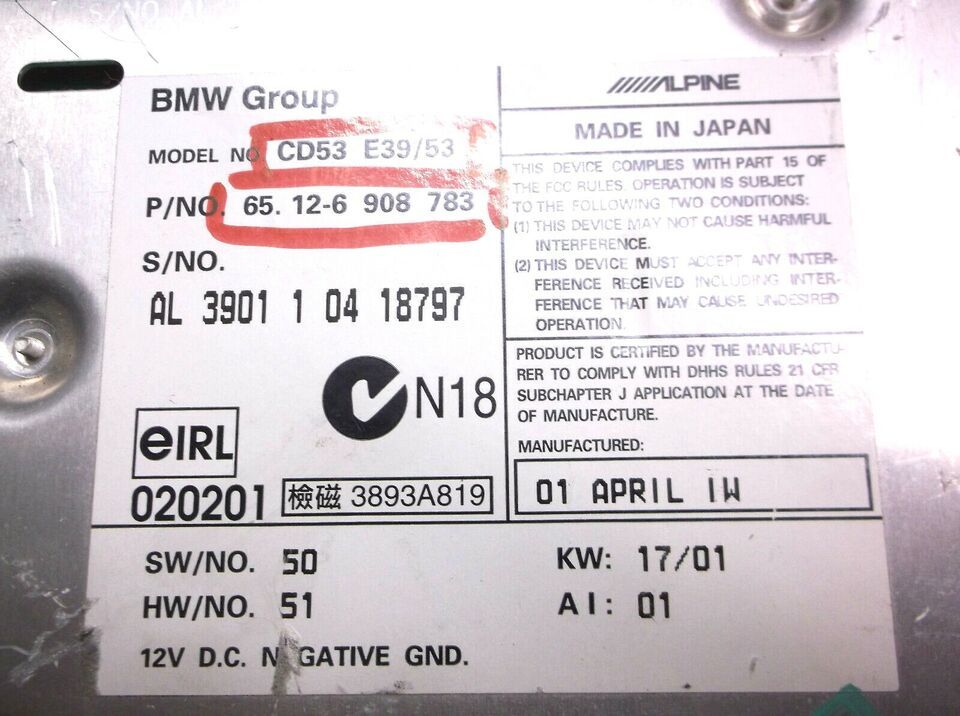 BMW Group
MODEL NO CD53 E39/53
P/NO. 65. 12-6 908 783
S/NO.
AL 3901 1 04 18797
N18
eIRL
020201
檢磁 3893A819
ALPINE
MADE IN JAPAN
THIS DEVICE COMPLIES WITH PART 15 OF
THE FCC RULES. OPERATION IS SUBJECT
TO THE FOLLOWING TWO CONDITIONS:
(1) THIS DEVICE MAY NOT CAUSE HARMFUL
INTERFERENCE.
(2) THIS DEVICE MUST ACCEPT ANY INTER-
FERENCE RECEIVED INCLUDING INTER-
FERENCE THAT MAY CAUSE UNDESIRED
OPERATION.
PRODUCT IS CERTIFIED BY THE MANUFACTU-
RER TO COMPLY WITH DHHS RULES 21 CFR
SUBCHAPTER J APPLICATION AT THE DATE
OF MANUFACTURE.
MANUFACTURED:
01 APRIL IW
SW/NO. 50
HW/NO. 51
12V D.C. NEGATIVE GND.
KW: 17/01
AI: 01